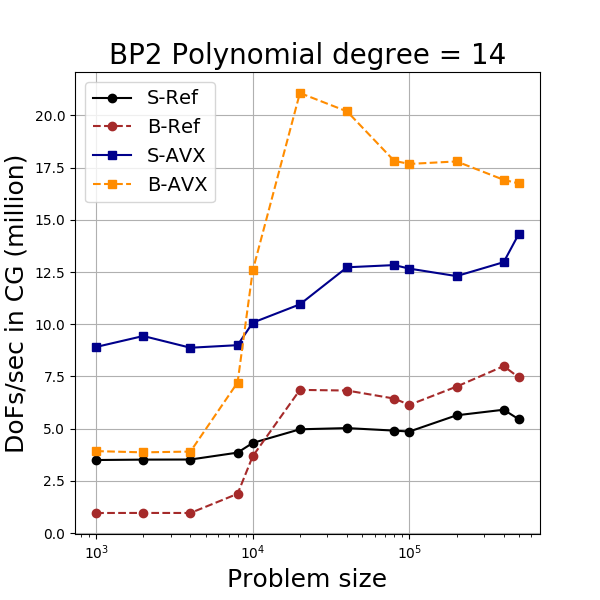 BP2 Polynomial degree = 14
S-Ref
B-Ref
S-AVX
B-AVX
DoFs/sec in CG (million)
20.0
17.5
15.0
12.5
10.0
7.5
5.0
2.5
0.0
10³
10⁴
10⁵
Problem size